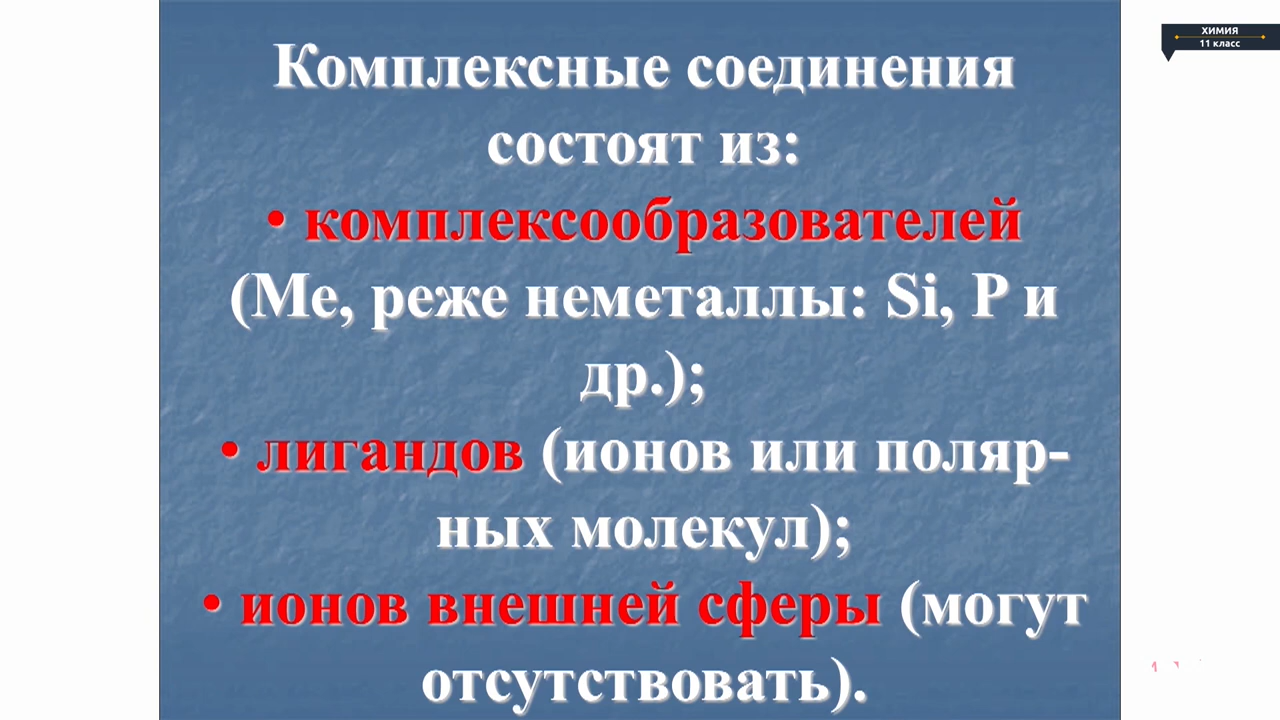 ХИМИЯ
11 класс
Комплексные соединения
состоят из:
• комплексообразователей
(Ме, реже неметаллы: Si, P и
др.);
• лигандов (ионов или поляр-
ных молекул);
• ионов внешней сферы (могут
отсутствовать).